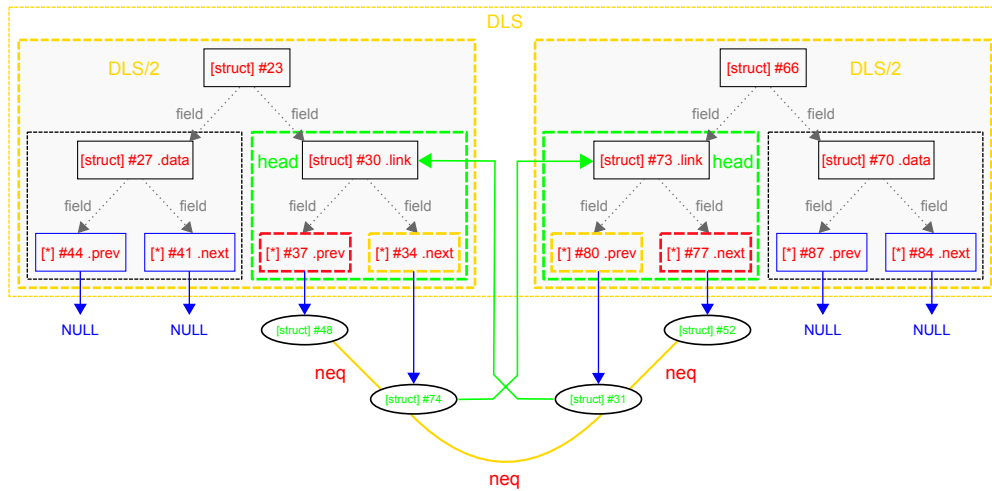 DLS
DLS/2
[struct] #23
[struct] #66
DLS/2
field
field
field
field
[struct] #27 .data
head
[struct] #30 .link
[struct] #73 .link
head
[struct] #70 .data
field
field
field
field
field
field
field
field
[*] #44 .prev
[*] #41 .next
[*] #37 .prev
[*] #34 .next
[*] #80 .prev
[*] #77 .next
[*] #87 .prev
[*] #84 .next
NULL
NULL
[struct] #48
[struct] #52
NULL
NULL
neq
neq
[struct] #74
[struct] #31
neq